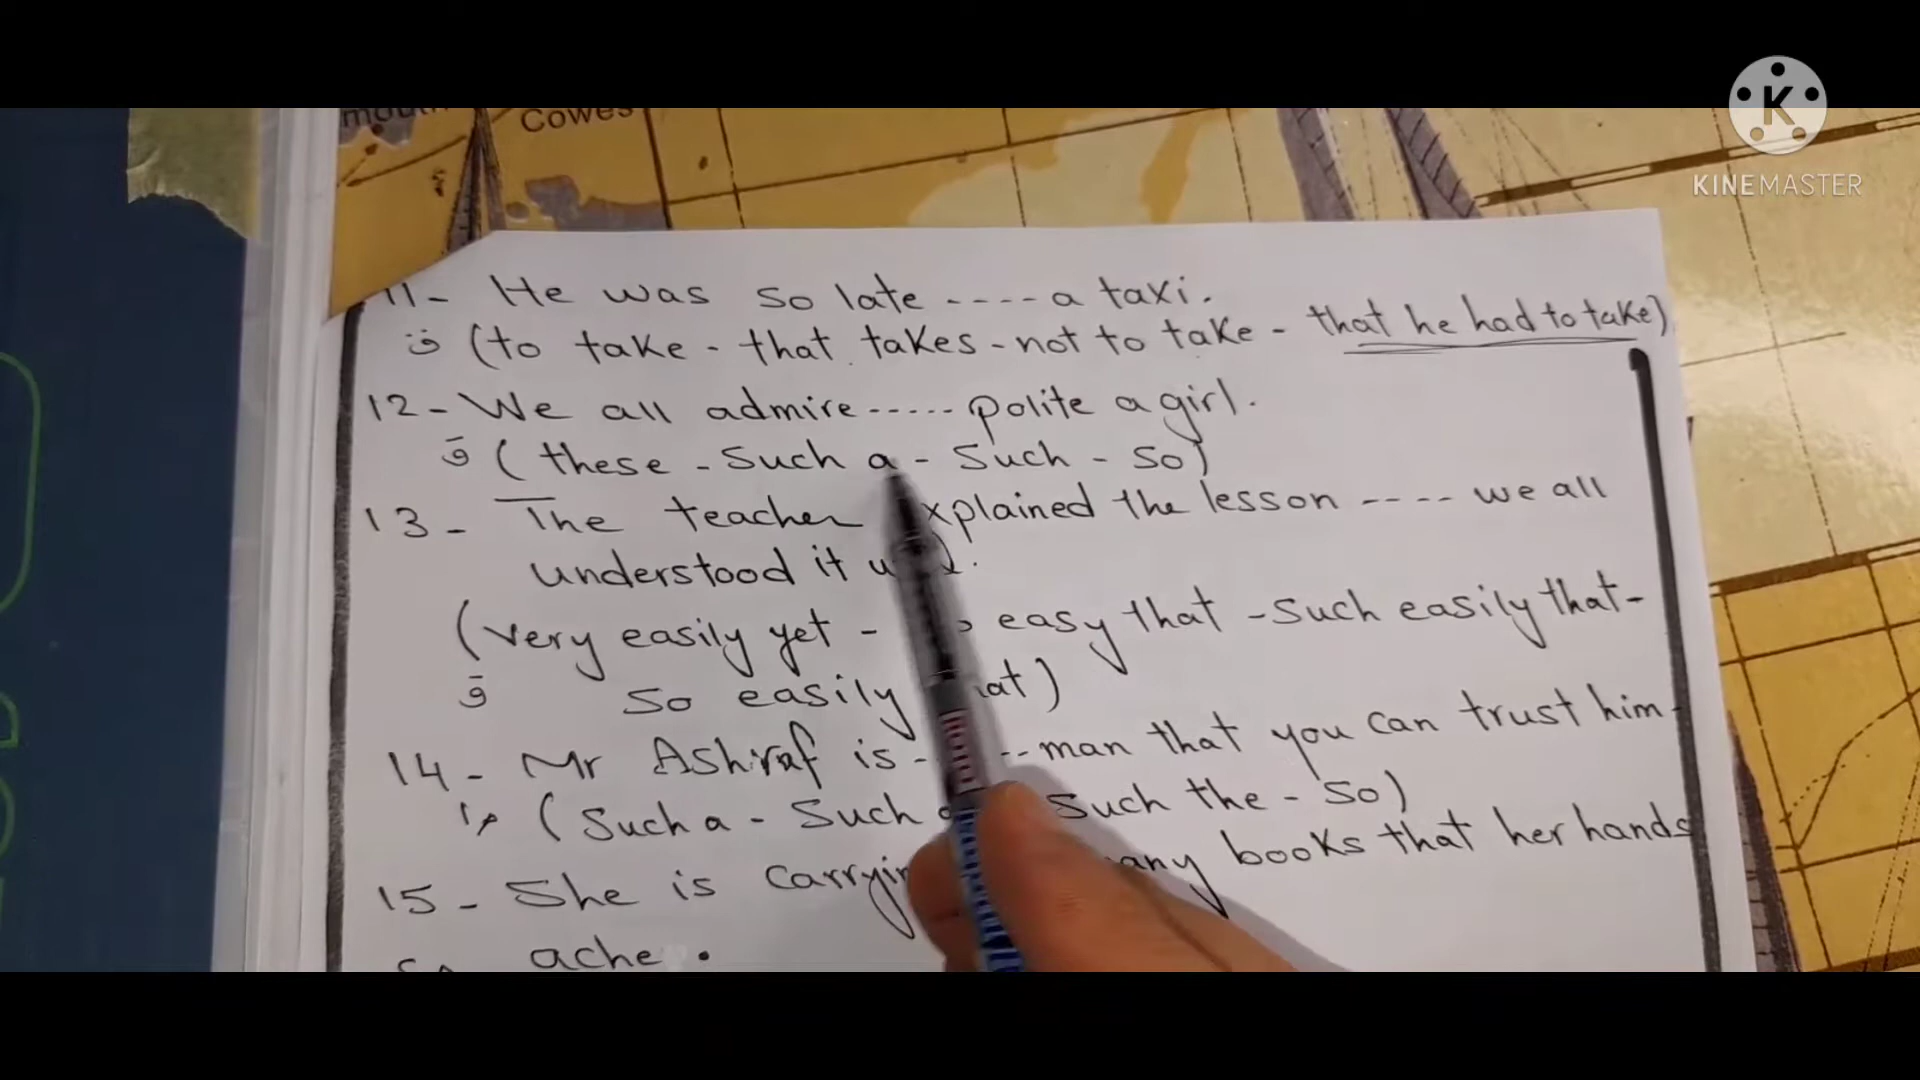 Cowes
KINEMASTER
11- He was so late ---- a taxi.
(to take - that takes - not to take - that he had to take)
12- We all admire ----- polite a girl.
(these - Such a - Such - So)
13- The teacher explained the lesson ---- we all
understood it
(very easily yet - easy that - Such easily that -
So easily that)
14- Mr Ashraf is ---- man that you can trust him.
(Such a - Such - Such the - So)
15- She is books that her hands
ache.